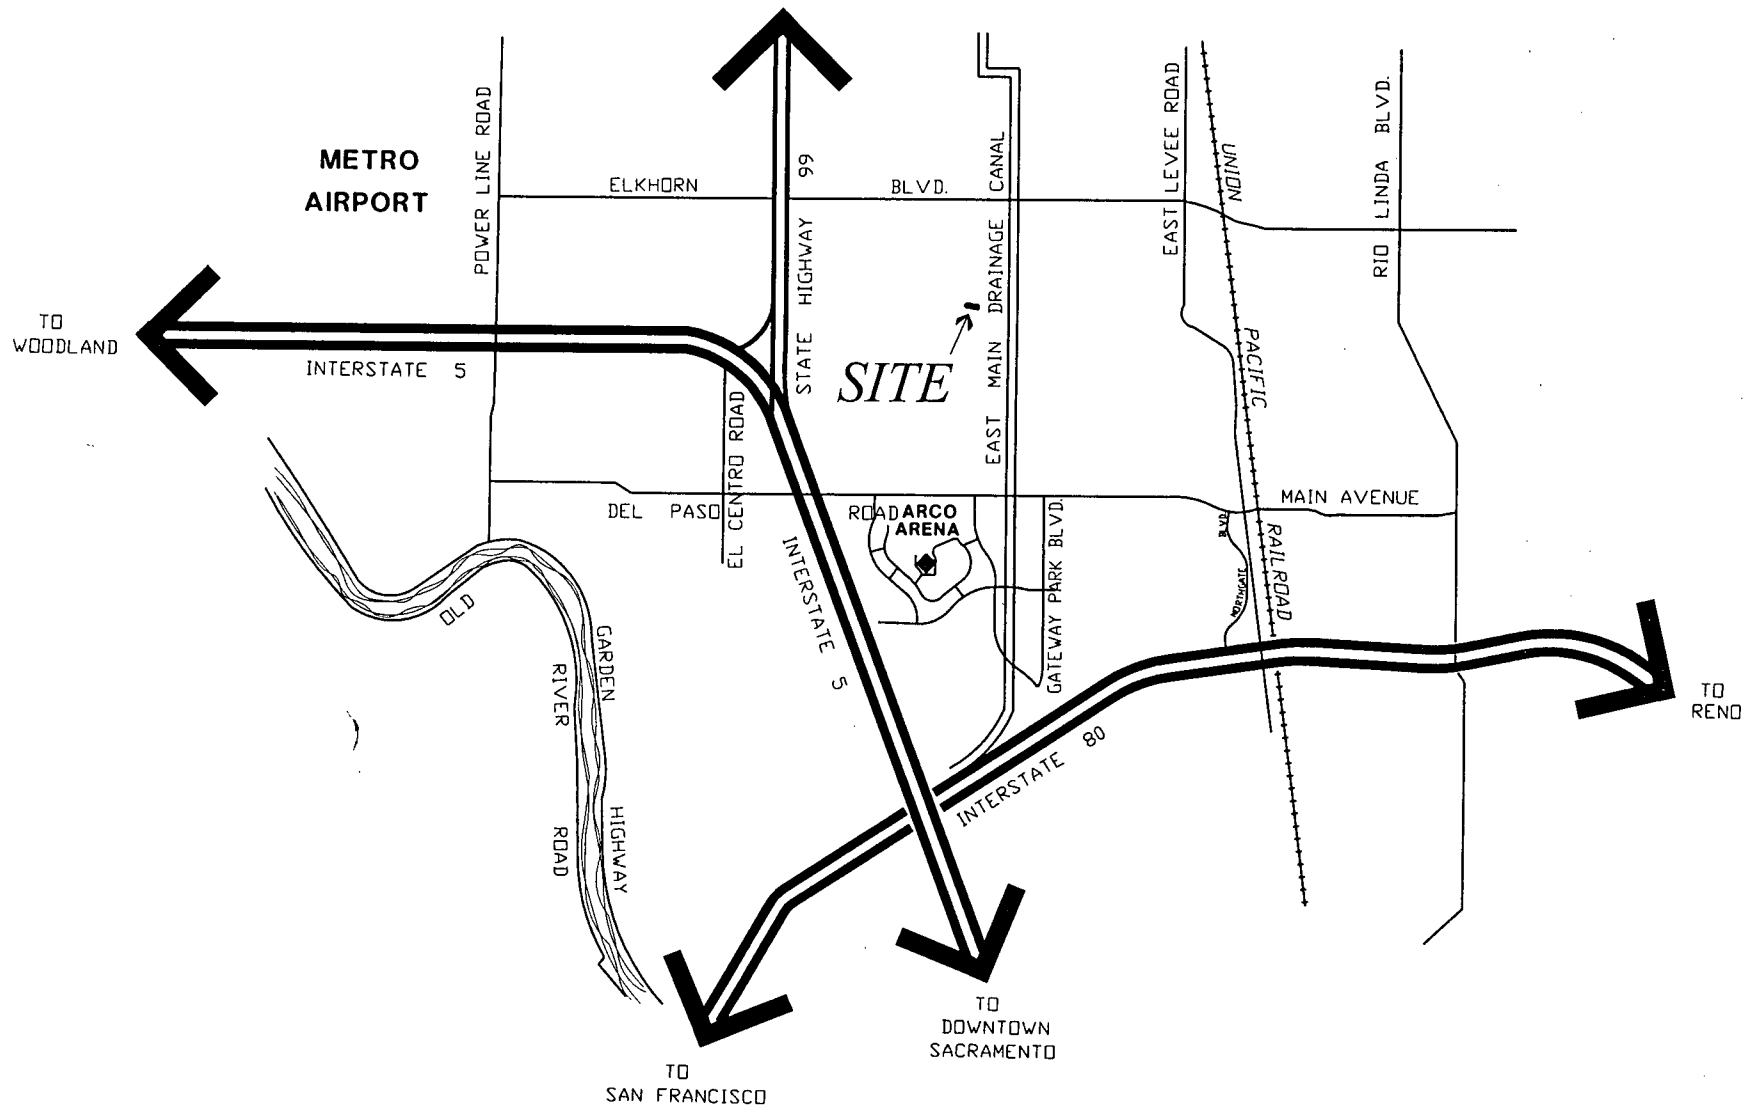 METRO
AIRPORT
POWER LINE ROAD
ELKHORN
BLVD.
STATE HIGHWAY 99
EAST MAIN DRAINAGE CANAL
EAST LEVEE ROAD
UNION
PACIFIC
RAILROAD
RIO LINDA BLVD.
TO
WOODLAND
INTERSTATE 5
SITE
EL CENTRO ROAD
DEL PASO
ROAD
ARCO
ARENA
MAIN AVENUE
BLVD.
NORTHGATE
GATEWAY PARK BLVD.
INTERSTATE 5
OLD
GARDEN
RIVER
HIGHWAY
ROAD
INTERSTATE 80
TO
RENO
TO
DOWNTOWN
SACRAMENTO
TO
SAN FRANCISCO